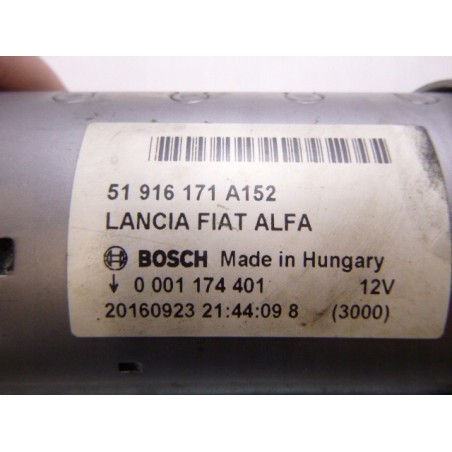 51 916 171 A152
LANCIA FIAT ALFA
BOSCH Made in Hungary
↓ 0 001 174 401 12V
20160923 21:44:09 8 (3000)